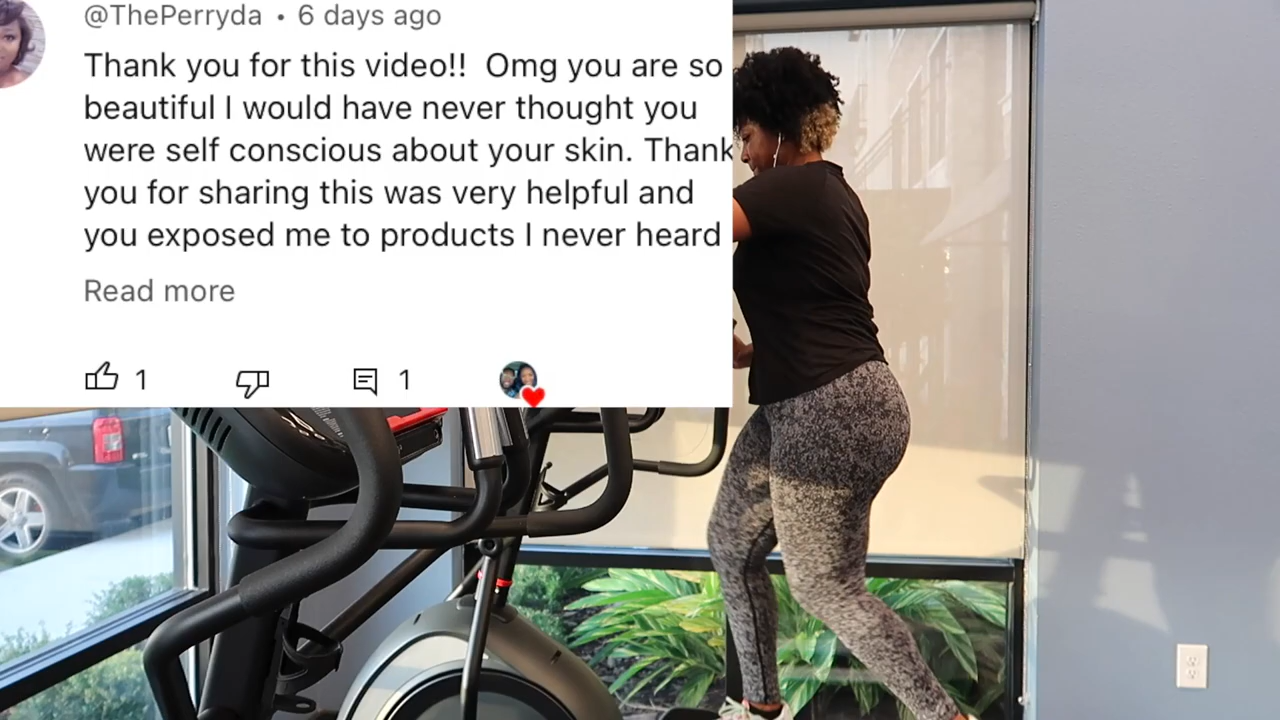 @ThePerryda • 6 days ago
Thank you for this video!! Omg you are so
beautiful I would have never thought you
were self conscious about your skin. Thank
you for sharing this was very helpful and
you exposed me to products I never heard
Read more
1
1